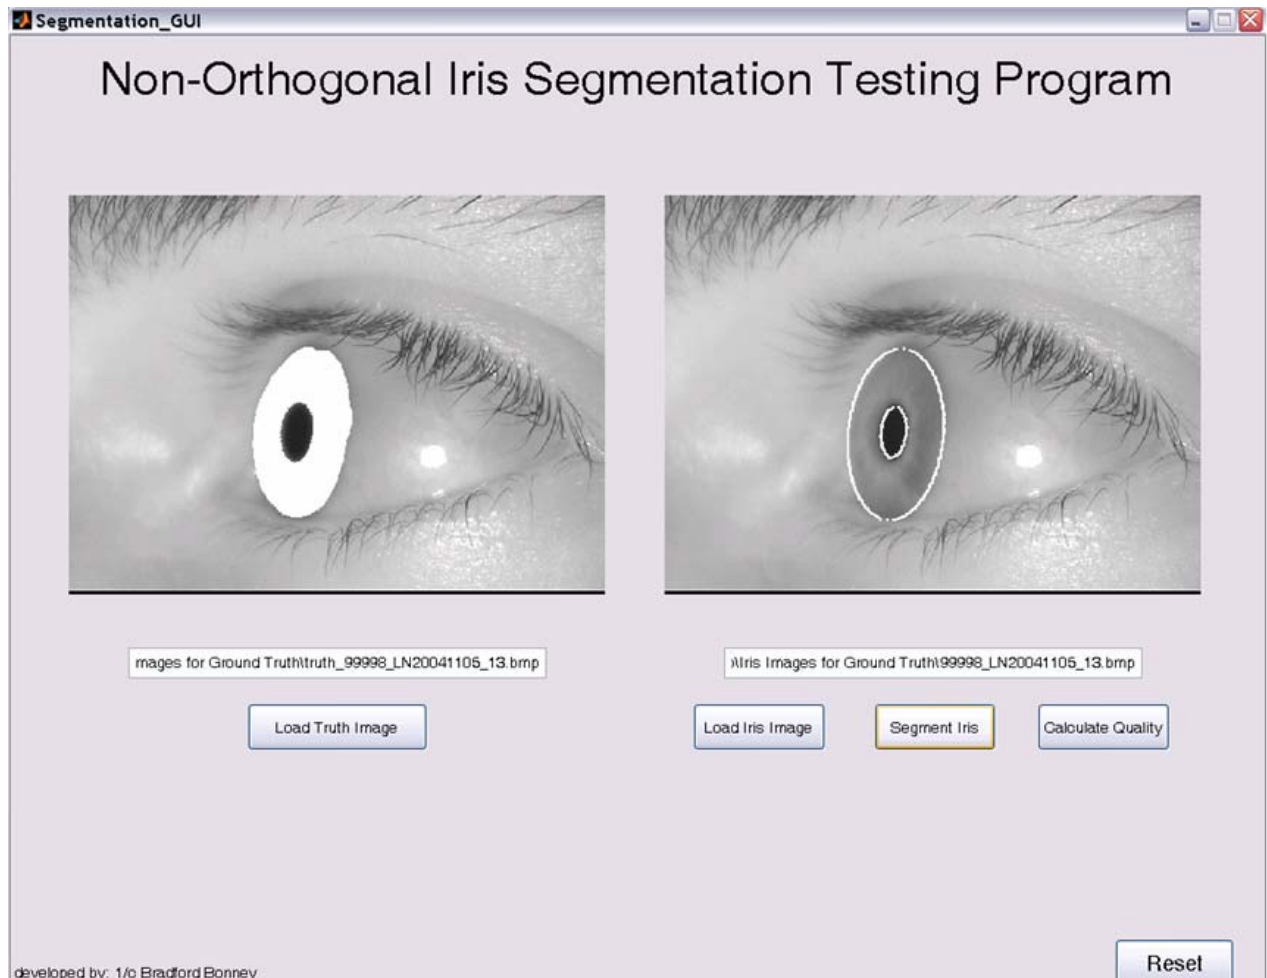 Segmentation_GUI
Non-Orthogonal Iris Segmentation Testing Program
mages for Ground Truth\truth_99998_LN20041105_13.bmp
\Iris Images for Ground Truth\99998_LN20041105_13.bmp
Load Truth Image
Load Iris Image
Segment Iris
Calculate Quality
Reset
developed by: 1/c Bradford Bonney